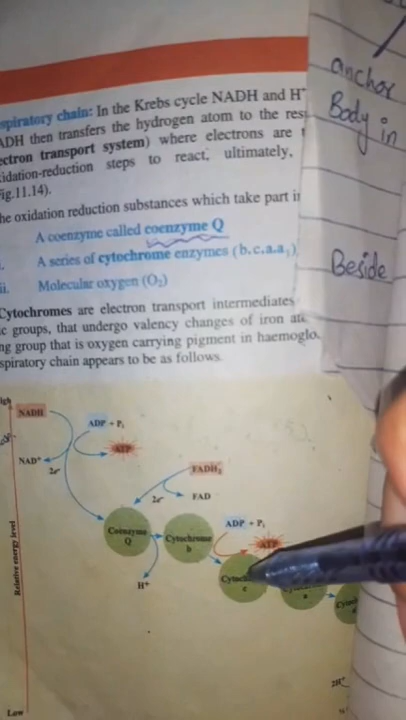 spiratory chain: In the Krebs cycle NADH and H⁺
ADH then transfers the hydrogen atom to the res
ectron transport system) where electrons are
idation-reduction steps to react, ultimately,
ig.11.14).
he oxidation reduction substances which take part i
A coenzyme called coenzyme Q
i. A series of cytochrome enzymes (b.c.a.a₃)
ii. Molecular oxygen (O₂)
Cytochromes are electron transport intermediates
c groups, that undergo valency changes of iron at
ng group that is oxygen carrying pigment in haemoglo
spiratory chain appears to be as follows.
anchor
Body in
Beside
NADH
ADP + Pᵢ
ATP
NAD⁺
2e⁻
FADH₂
2e⁻
FAD
ADP + Pᵢ
ATP
Coenzyme
Q
Cytochrome
b
H⁺
Cytoch
c
a
Cytoch
2H⁺
Relative energy level
Low